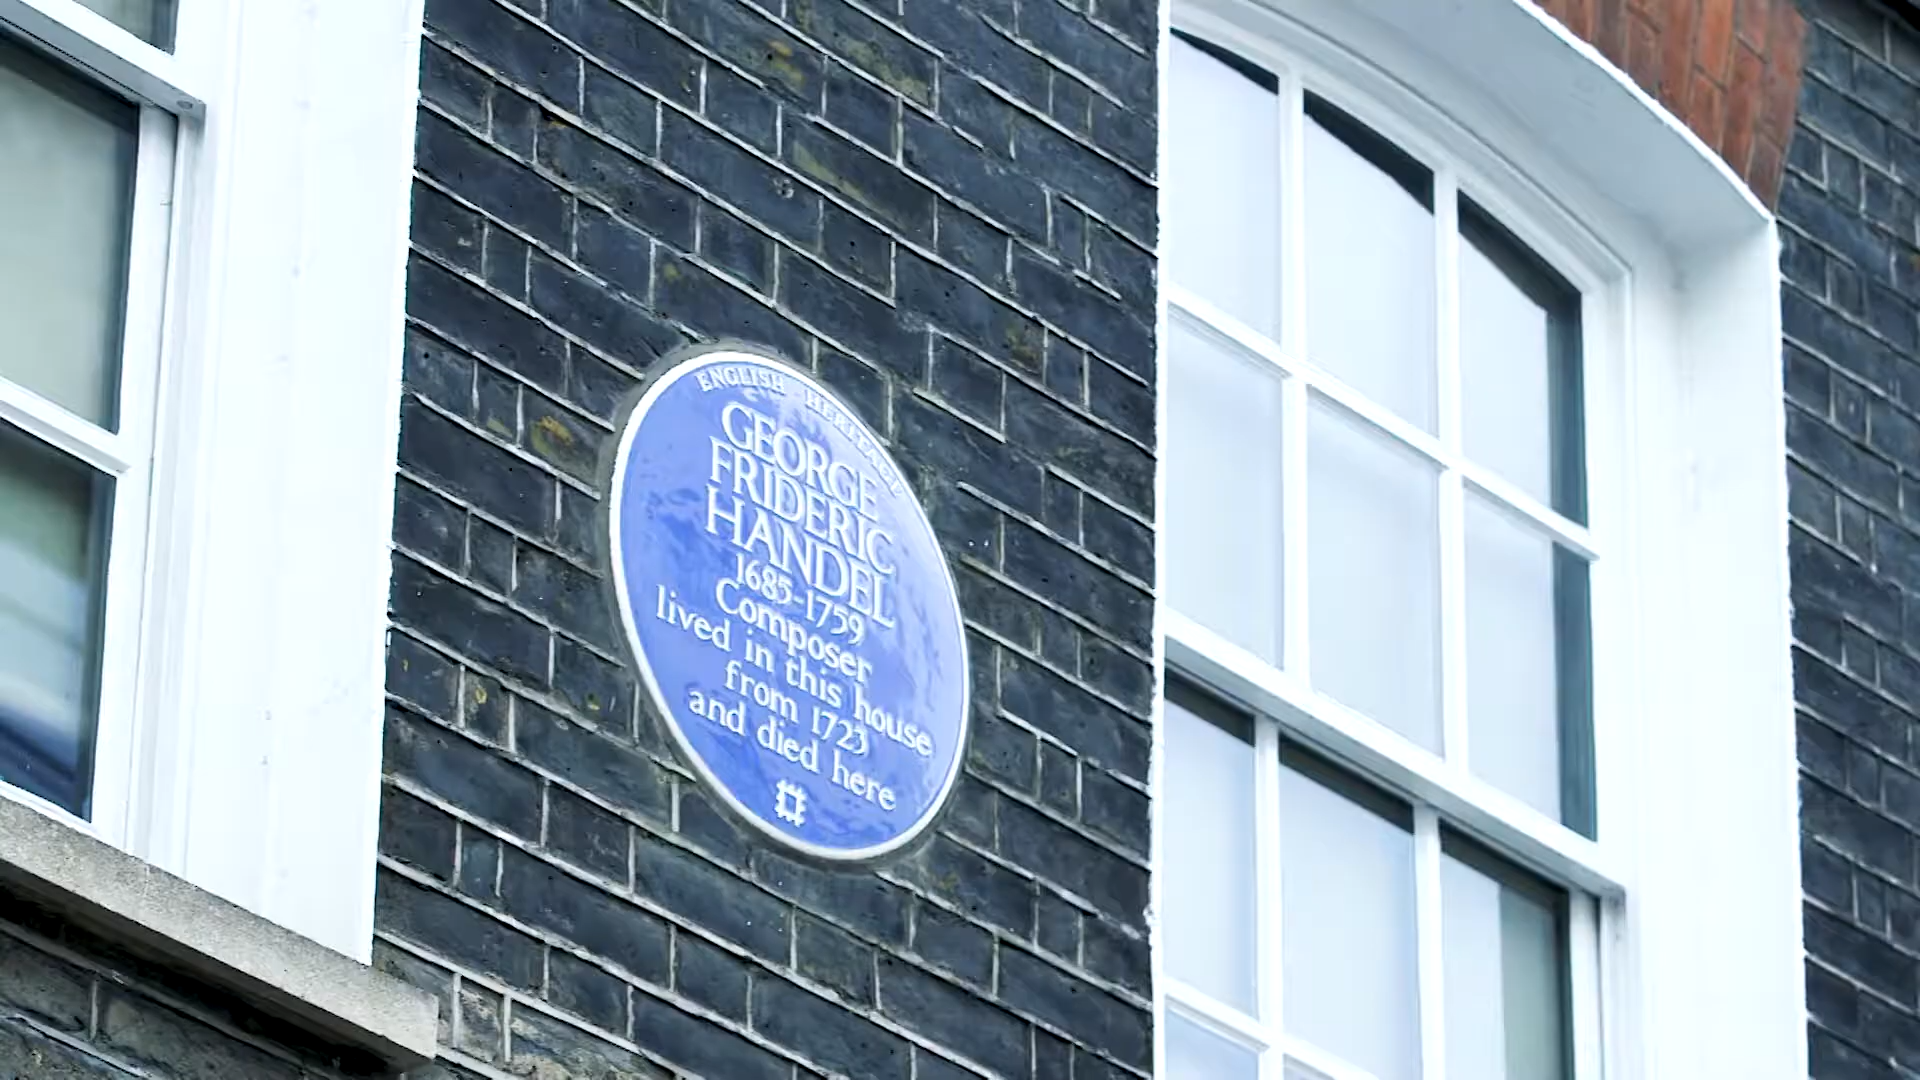 ENGLISH HERITAGE
GEORGE
FRIDERIC
HANDEL
1685-1759
Composer
lived in this house
from 1723
and died here